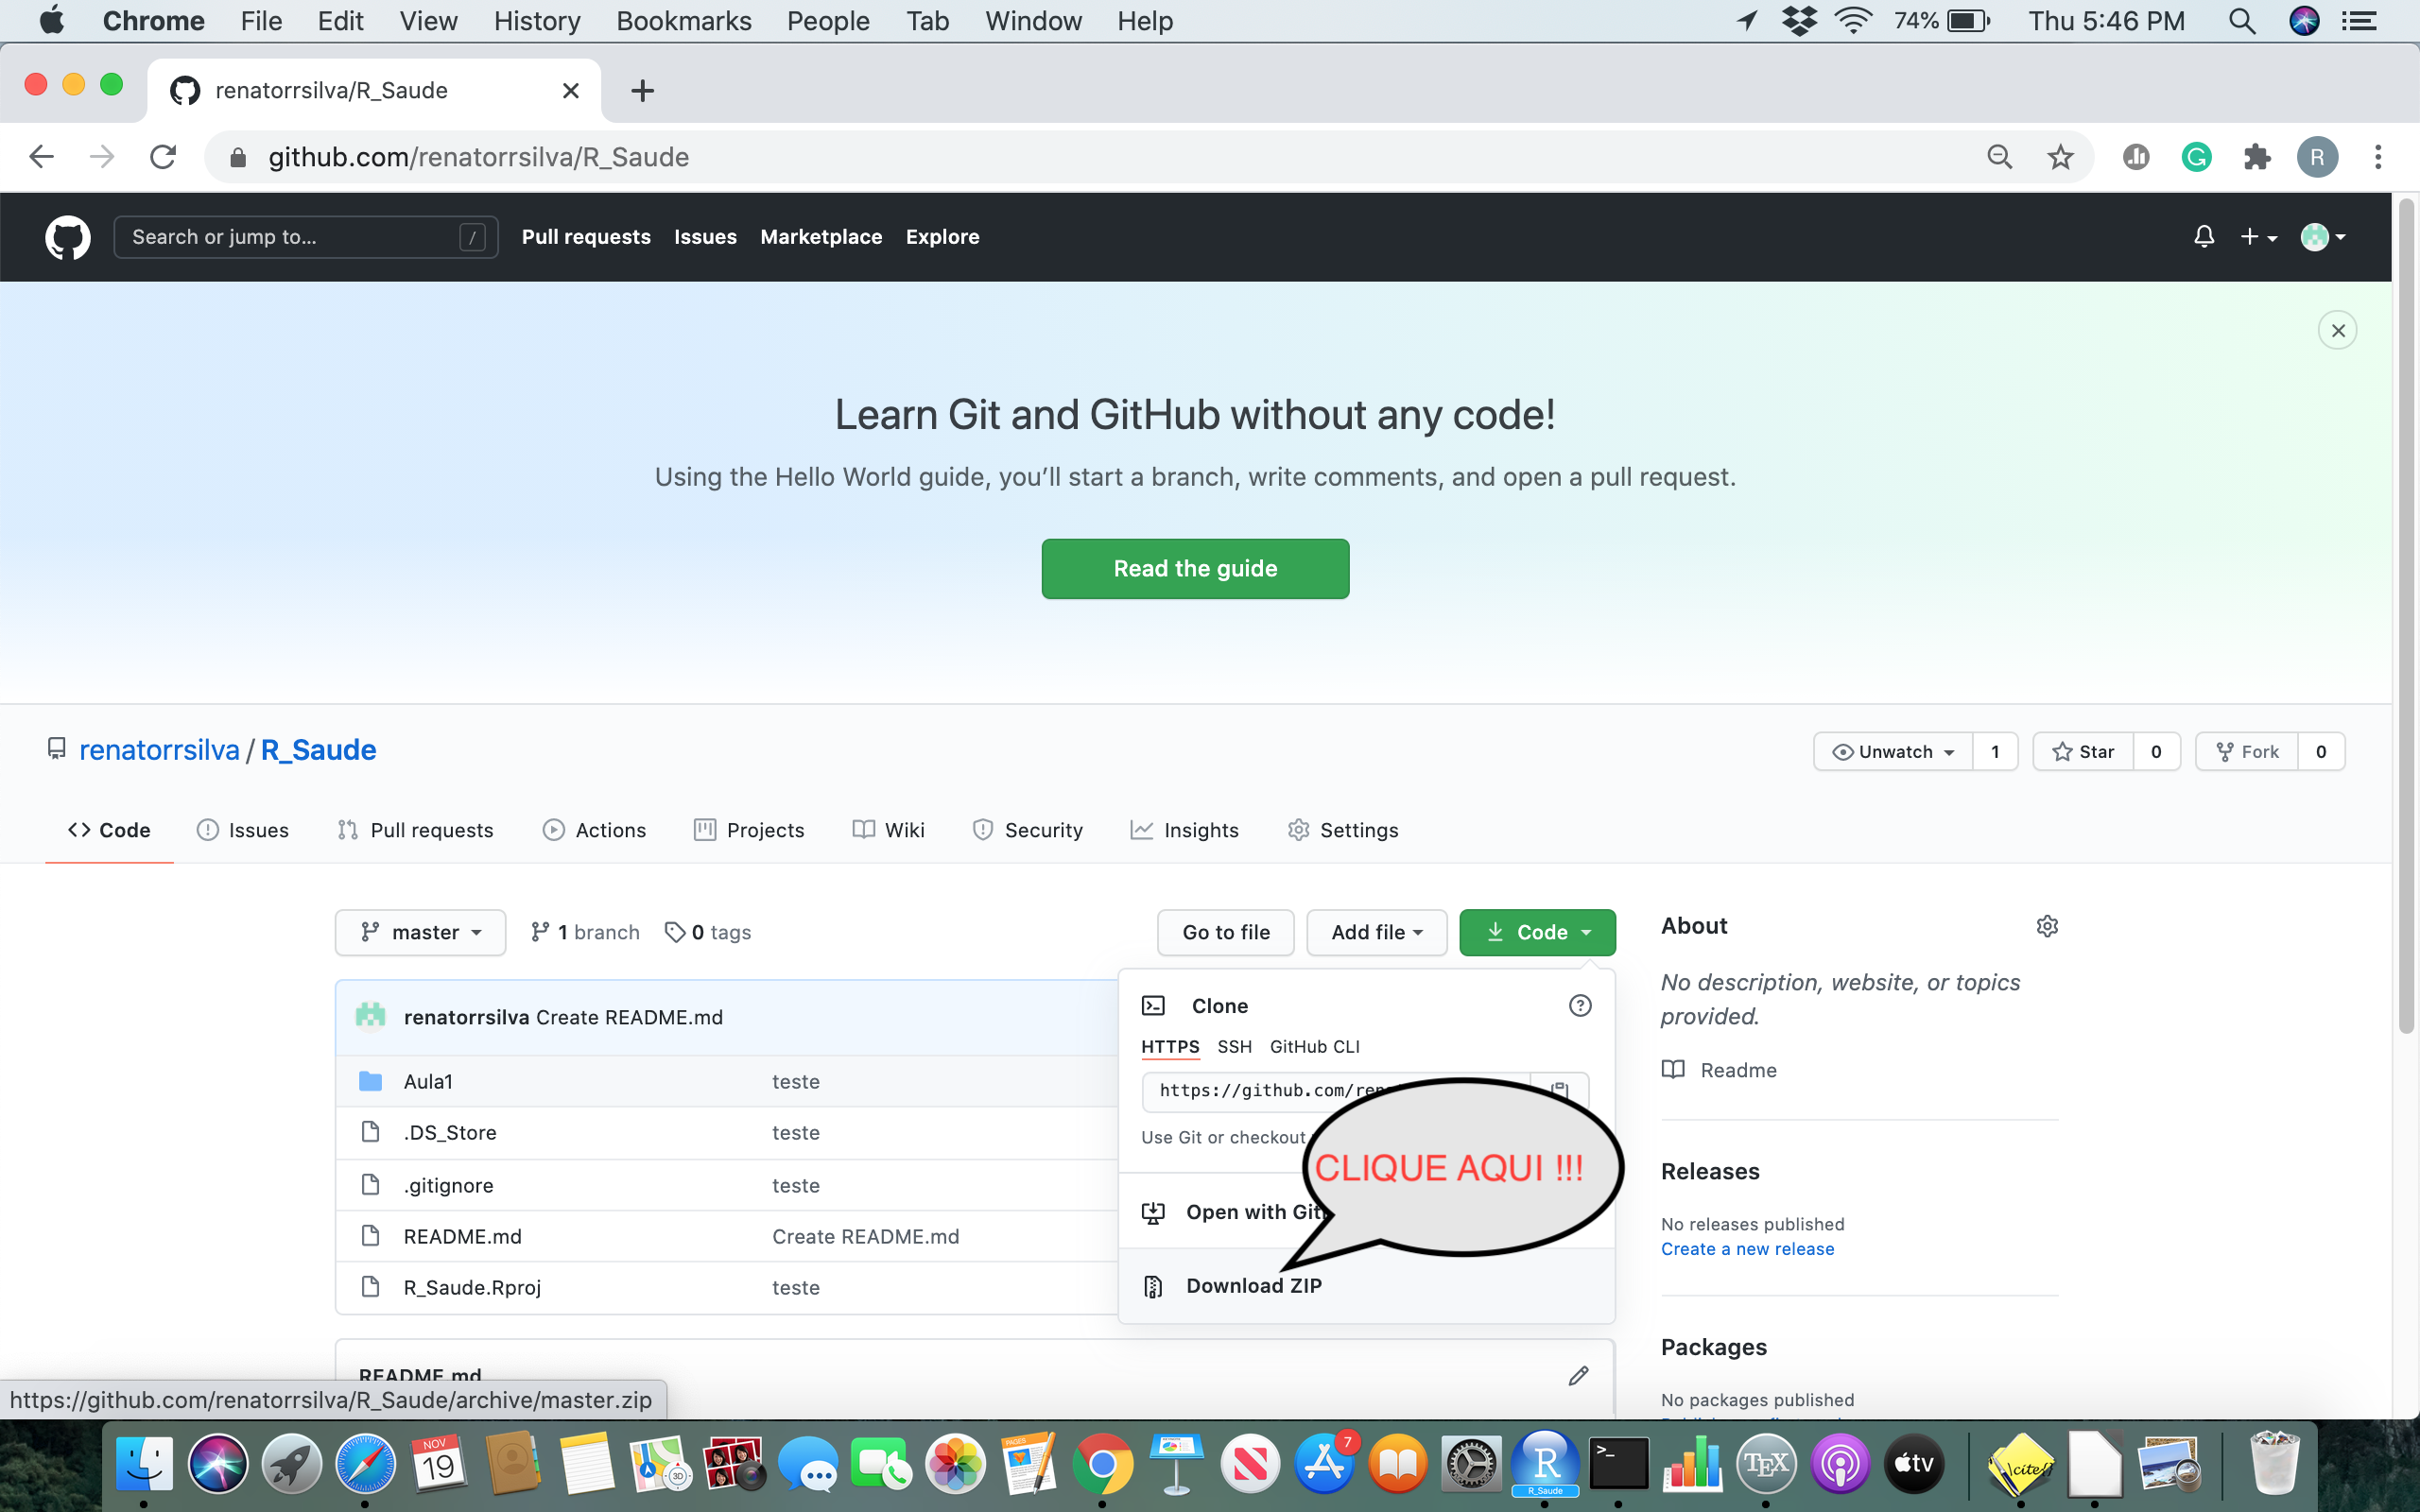 Chrome File Edit View History Bookmarks People Tab Window Help 74% Thu 5:46 PM
renatorrsilva/R_Saude
github.com/renatorrsilva/R_Saude R
Search or jump to... / Pull requests Issues Marketplace Explore
Learn Git and GitHub without any code!
Using the Hello World guide, you’ll start a branch, write comments, and open a pull request.
Read the guide
renatorrsilva / R_Saude Unwatch 1 Star 0 Fork 0
Code Issues Pull requests Actions Projects Wiki Security Insights Settings
master 1 branch 0 tags Go to file Add file Code
renatorrsilva Create README.md
Aula1 teste
.DS_Store teste
.gitignore teste
README.md Create README.md
R_Saude.Rproj teste
README.md
Clone
HTTPS SSH GitHub CLI
https://github.com/ren
Use Git or checkout
CLIQUE AQUI !!!
Open with Git
Download ZIP
About
No description, website, or topics
provided.
Readme
Releases
No releases published
Create a new release
Packages
No packages published
https://github.com/renatorrsilva/R_Saude/archive/master.zip
NOV
19
3D
PAGES
7
R
R_Saude
>_
TEX
tv
\cite{}